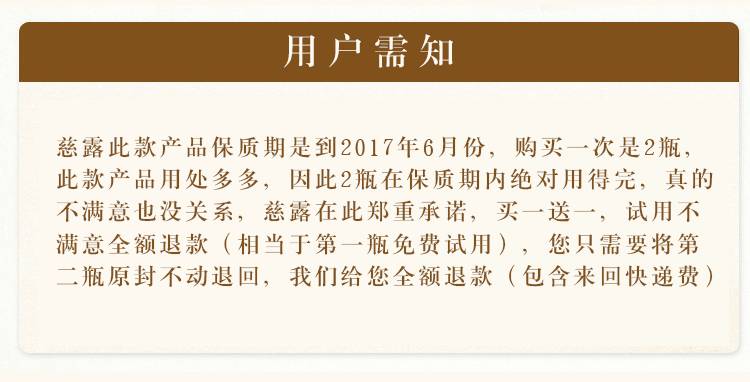 用户需知
慈露此款产品保质期是到2017年6月份，购买一次是2瓶，
此款产品用处多多，因此2瓶在保质期内绝对用得完，真的
不满意也没关系，慈露在此郑重承诺，买一送一，试用不
满意全额退款（相当于第一瓶免费试用），您只需要将第
二瓶原封不动退回，我们给您全额退款（包含来回快递费）